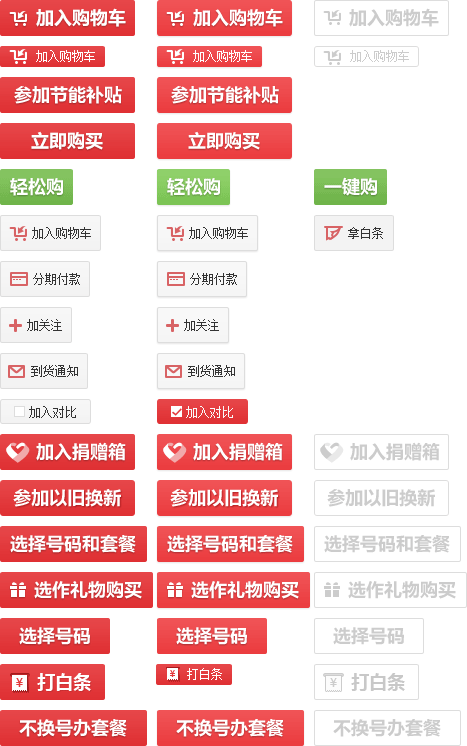 加入购物车 加入购物车 加入购物车
加入购物车 加入购物车 加入购物车
参加节能补贴 参加节能补贴
立即购买 立即购买
轻松购 轻松购 一键购
加入购物车 加入购物车 拿白条
分期付款 分期付款
加关注 加关注
到货通知 到货通知
加入对比 加入对比
加入捐赠箱 加入捐赠箱 加入捐赠箱
参加以旧换新 参加以旧换新 参加以旧换新
选择号码和套餐 选择号码和套餐 选择号码和套餐
选作礼物购买 选作礼物购买 选作礼物购买
选择号码 选择号码 选择号码
¥ 打白条 ¥ 打白条 ¥ 打白条
不换号办套餐 不换号办套餐 不换号办套餐